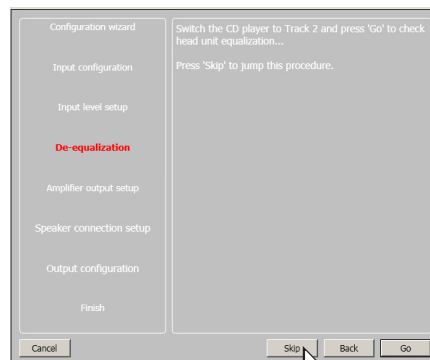 Configuration wizard
Input configuration
Input level setup
De-equalization
Amplifier output setup
Speaker connection setup
Output configuration
Finish
Switch the CD player to Track 2 and press 'Go' to check
head unit equalization...
Press 'Skip' to jump this procedure.
Cancel
Skip
Back
Go